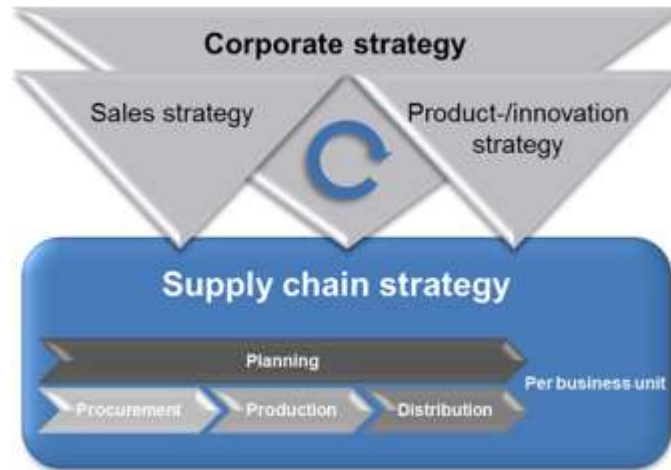 Corporate strategy
Sales strategy
Product-/innovation
strategy
Supply chain strategy
Planning
Per business unit
Procurement
Production
Distribution